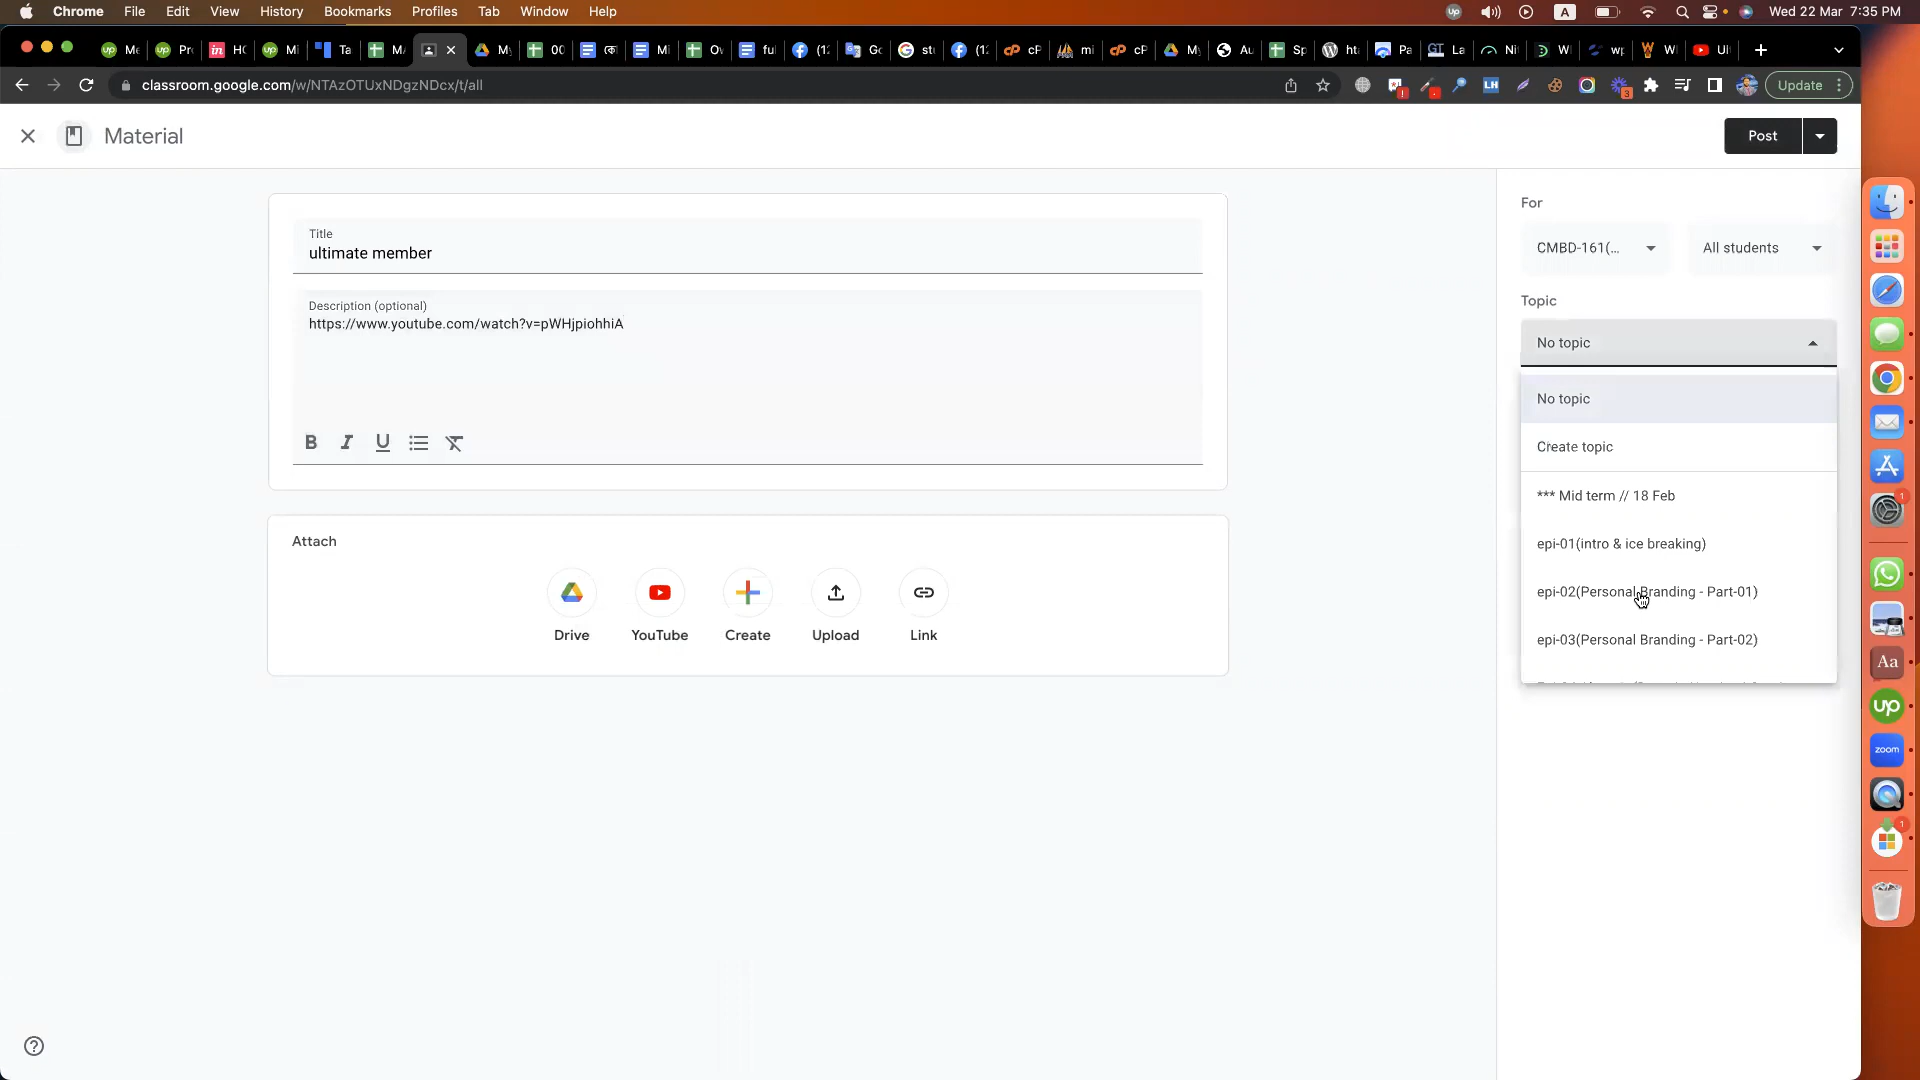 Chrome File Edit View History Bookmarks Profiles Tab Window Help
A Wed 22 Mar 7:35 PM
classroom.google.com/w/NTAzOTUxNDgzNDcx/t/all
Update
Material
Post
Title
ultimate member
Description (optional)
https://www.youtube.com/watch?v=pWHjpiohhiA
Attach
Drive YouTube Create Upload Link
For
CMBD-161(... All students
Topic
No topic
No topic
Create topic
*** Mid term // 18 Feb
epi-01(intro & ice breaking)
epi-02(Personal Branding - Part-01)
epi-03(Personal Branding - Part-02)
Aa
up
zoom